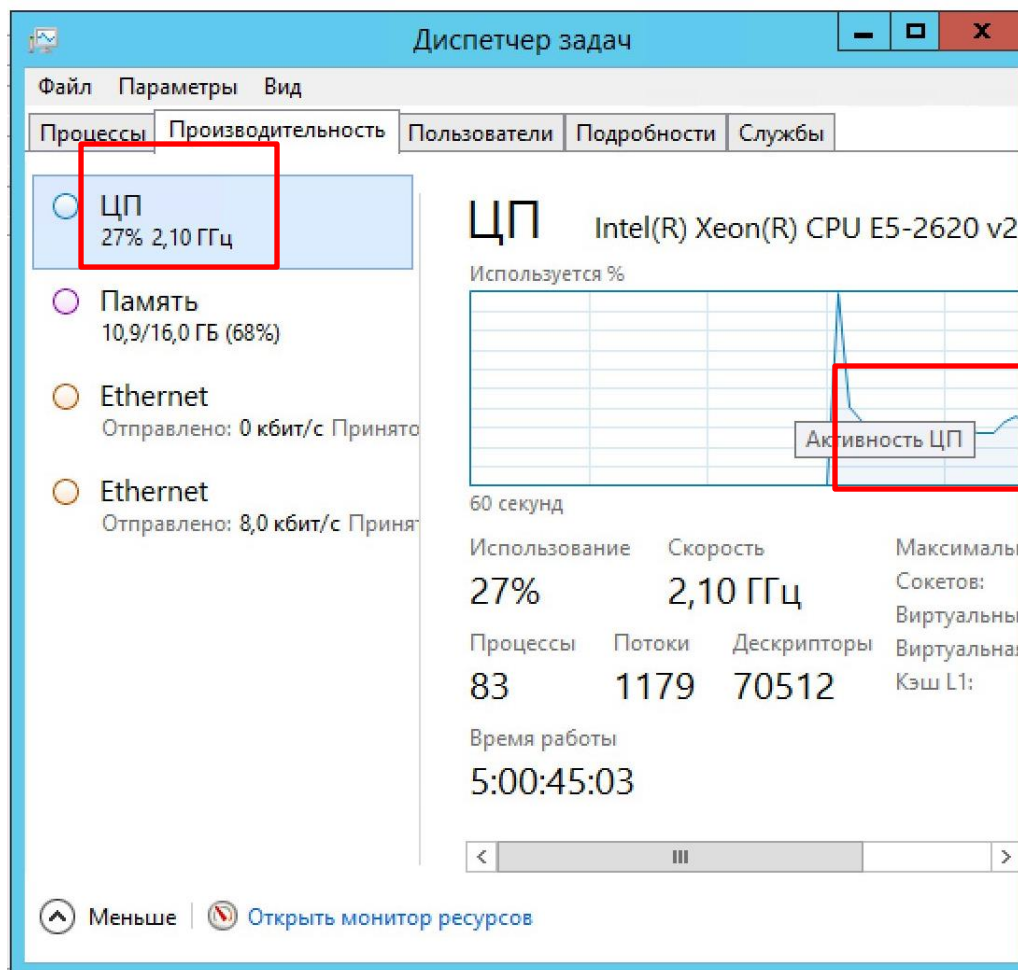 Диспетчер задач
Файл Параметры Вид
Процессы Производительность Пользователи Подробности Службы
ЦП
27% 2,10 ГГц
Память
10,9/16,0 ГБ (68%)
Ethernet
Отправлено: 0 кбит/с Принято
Ethernet
Отправлено: 8,0 кбит/с
ЦП Intel(R) Xeon(R) CPU E5-2620 v2
Используется %
Активность ЦП
60 секунд
Использование Скорость
27% 2,10 ГГц
Процессы Потоки Дескрипторы
83 1179 70512
Время работы
5:00:45:03
Сокетов:
Виртуальная
Кэш L1:
Меньше Открыть монитор ресурсов